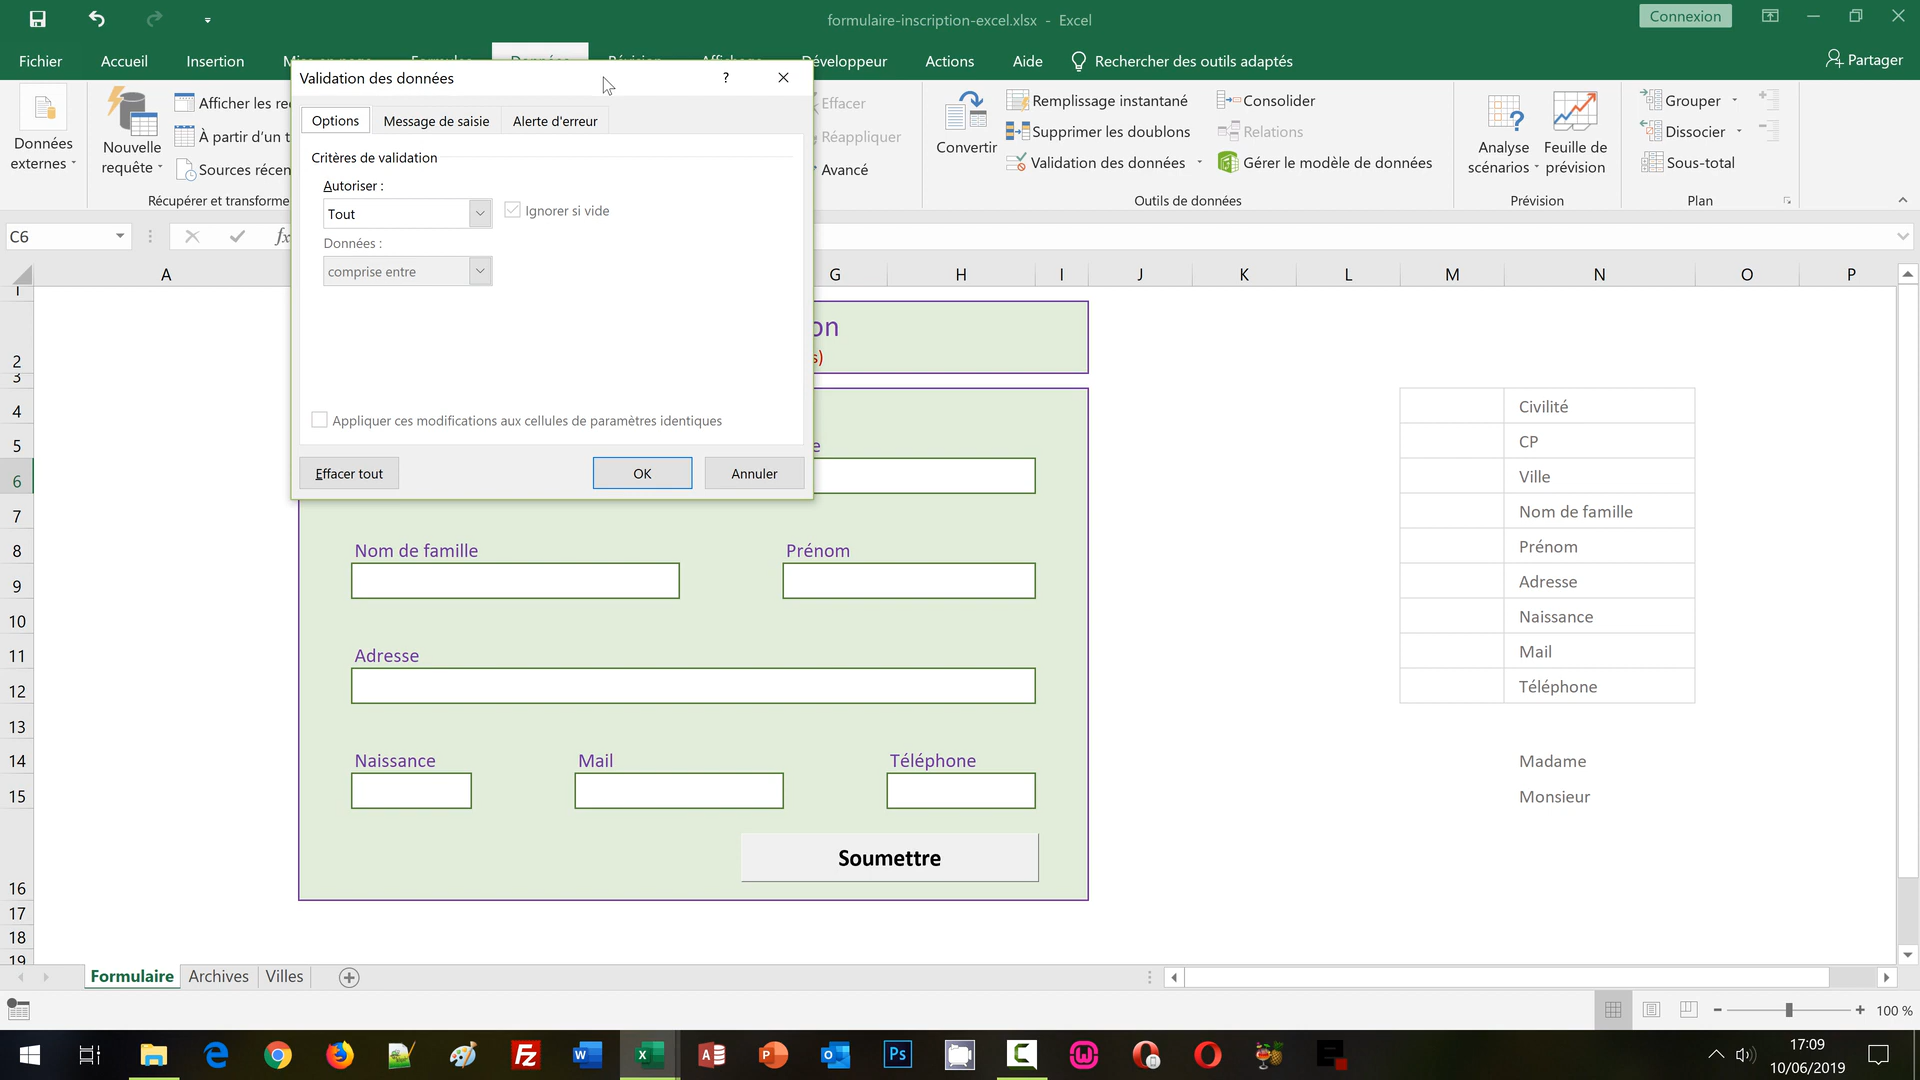 formulaire-inscription-excel.xlsx - Excel
Connexion
Fichier Accueil Insertion Développeur Actions Aide Rechercher des outils adaptés Partager
Validation des données ?
Options Message de saisie Alerte d'erreur
Critères de validation
Autoriser :
Tout
Ignorer si vide
Données :
comprise entre
Appliquer ces modifications aux cellules de paramètres identiques
Effacer tout OK Annuler
Données
externes
Nouvelle
requête
Afficher les re
À partir d'un t
Sources récen
Récupérer et transforme
Effacer
Réappliquer
Avancé
Convertir
Remplissage instantané
Supprimer les doublons
Validation des données
Consolider
Relations
Gérer le modèle de données
Outils de données
Analyse
scénarios
Feuille de
prévision
Prévision
Grouper
Dissocier
Sous-total
Plan
C6
fx
A G H I J K L M N O P
1
2
3
4
5
6
7
8
9
10
11
12
13
14
15
16
17
18
19
on
s)
e
Nom de famille Prénom
Adresse
Naissance Mail Téléphone
Soumettre
Civilité
CP
Ville
Nom de famille
Prénom
Adresse
Naissance
Mail
Téléphone
Madame
Monsieur
Formulaire Archives Villes
100 %
17:09
10/06/2019